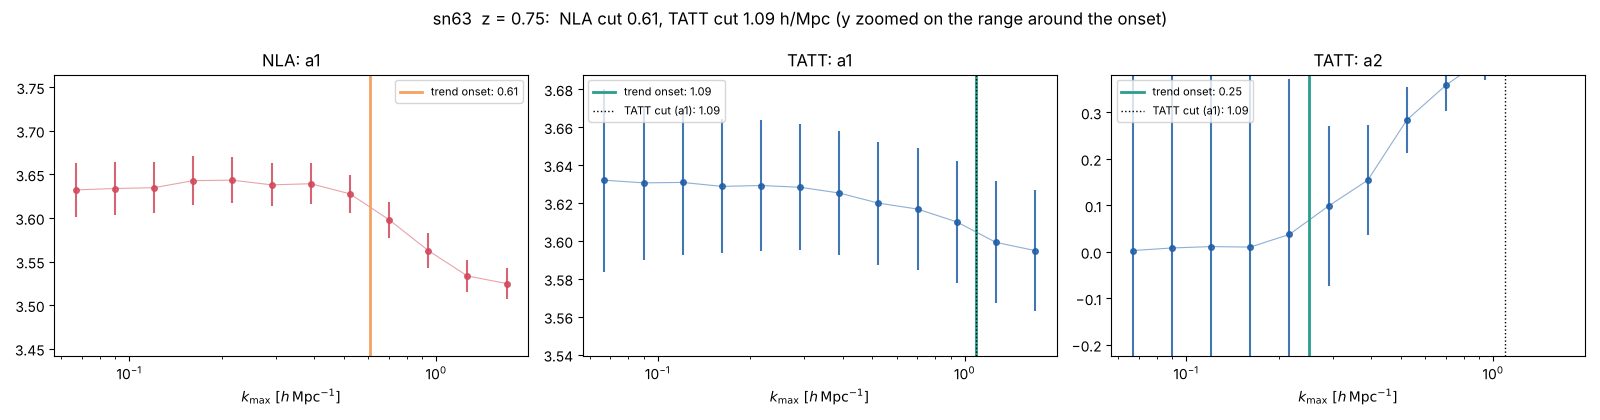 sn63 z = 0.75: NLA cut 0.61, TATT cut 1.09 h/Mpc (y zoomed on the range around the onset)
NLA: a1
3.75
3.70
3.65
3.60
3.55
3.50
3.45
trend onset: 0.61
10⁻¹
10⁰
k_max [h Mpc⁻¹]
TATT: a1
3.68
3.66
3.64
3.62
3.60
3.58
3.56
3.54
trend onset: 1.09
TATT cut (a1): 1.09
10⁻¹
10⁰
k_max [h Mpc⁻¹]
TATT: a2
0.3
0.2
0.1
0.0
−0.1
−0.2
trend onset: 0.25
TATT cut (a1): 1.09
10⁻¹
10⁰
k_max [h Mpc⁻¹]